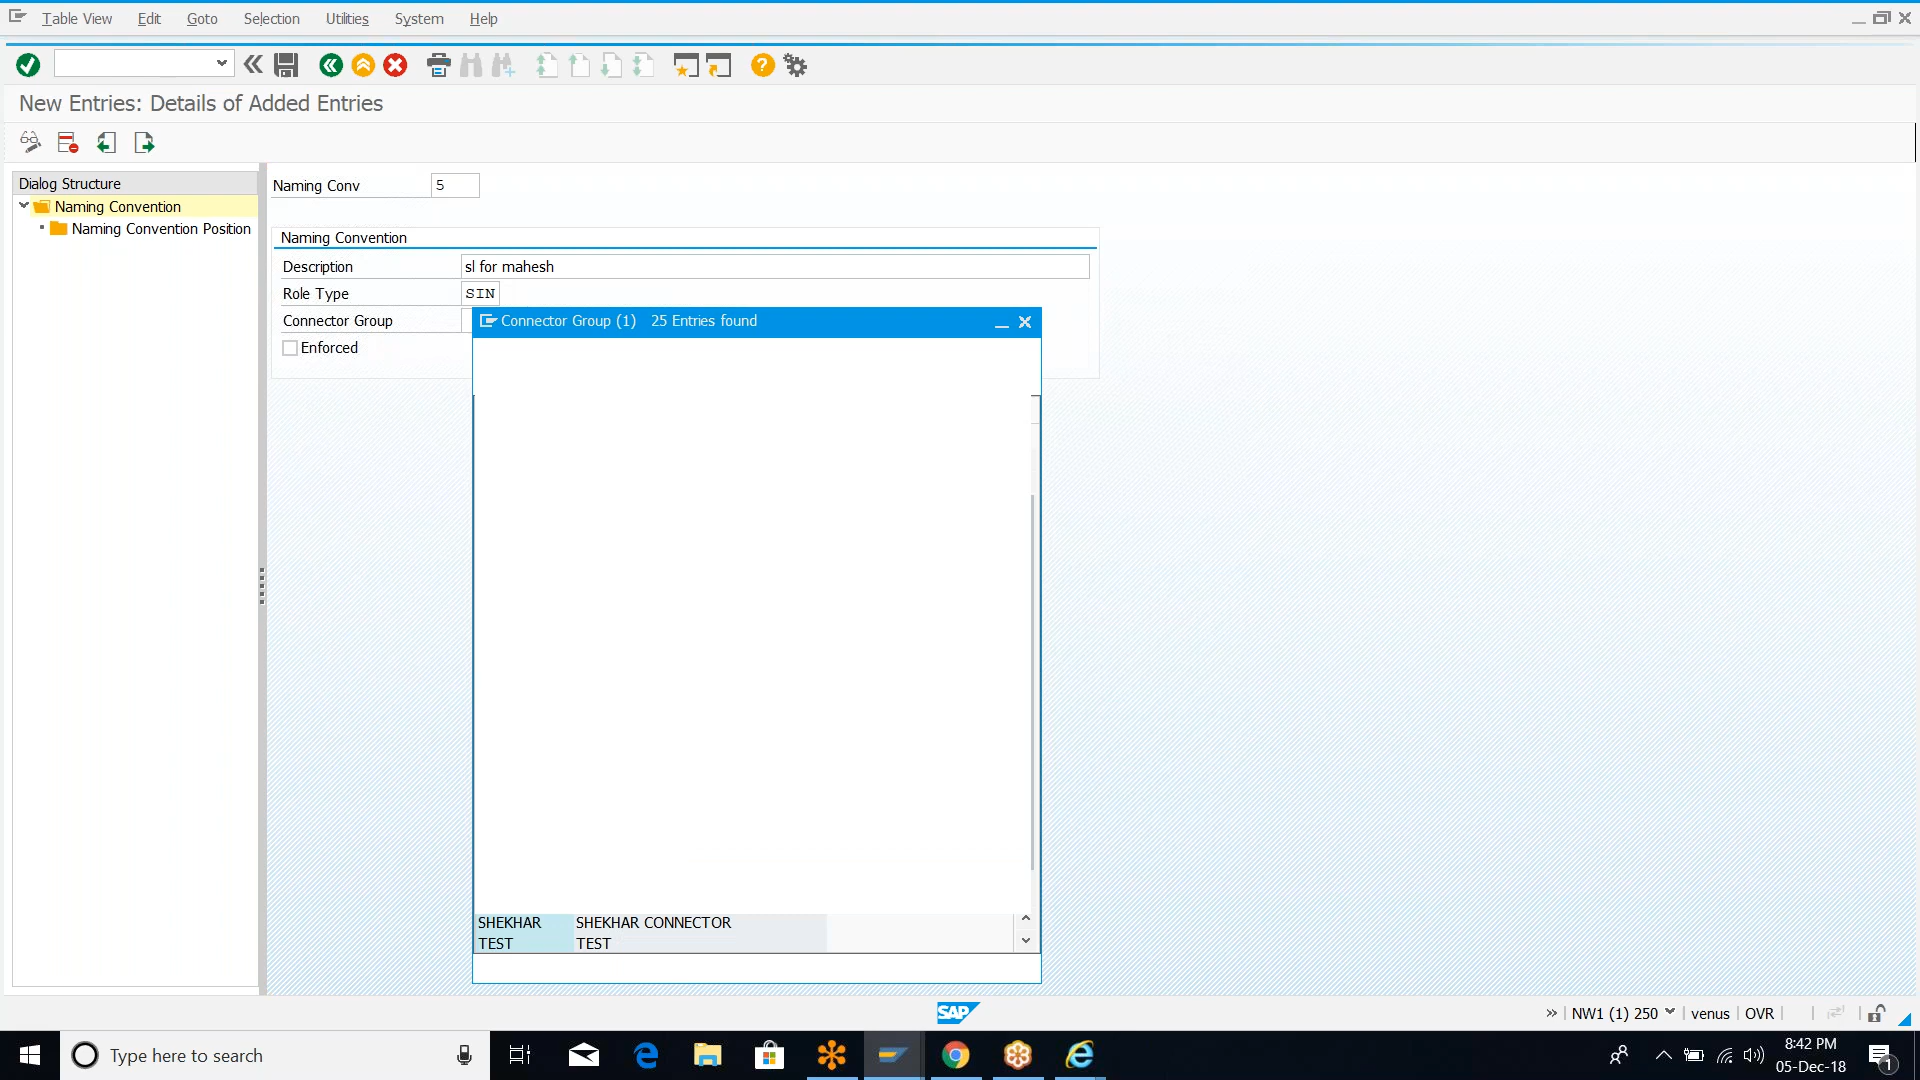 Table View Edit Goto Selection Utilities System Help
New Entries: Details of Added Entries
Dialog Structure
Naming Convention
Naming Convention Position
Naming Conv 5
Naming Convention
Description sl for mahesh
Role Type SIN
Connector Group
Enforced
Connector Group (1) 25 Entries found
SHEKHAR SHEKHAR CONNECTOR
TEST TEST
SAP
NW1 (1) 250 venus OVR
Type here to search
8:42 PM
05-Dec-18
1